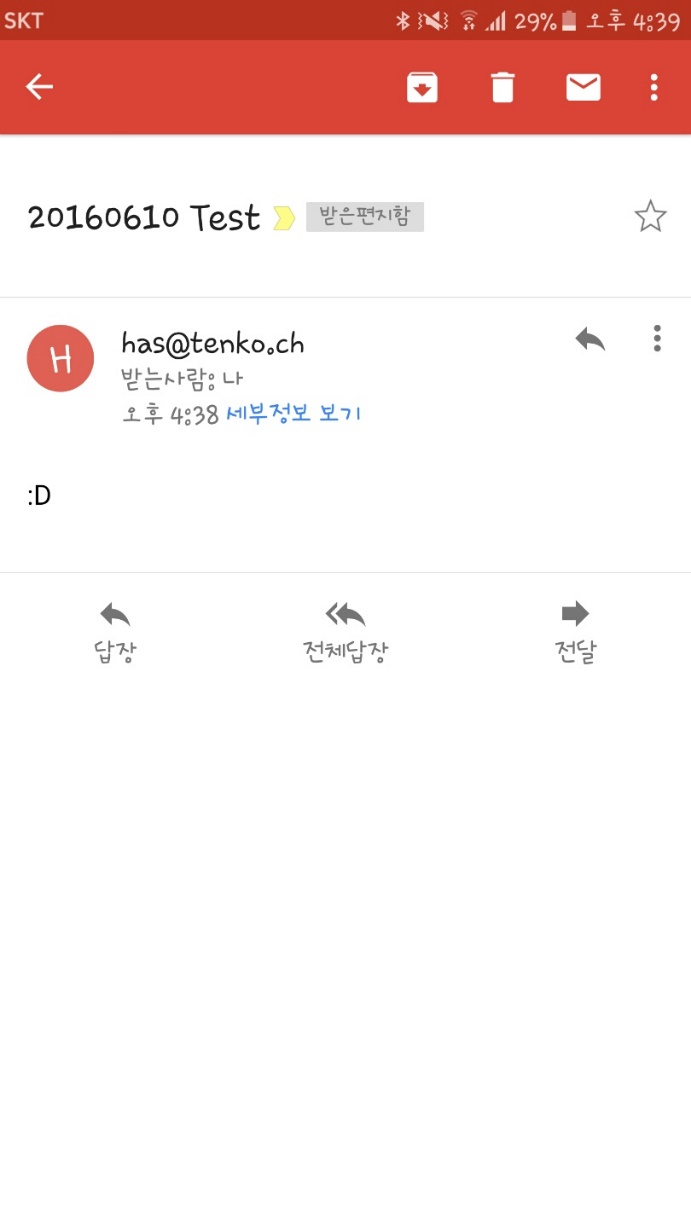 SKT 29% 오후 4:39
20160610 Test 받은편지함
H
has@tenko.ch
받는사람: 나
오후 4:38 세부정보 보기
:D
답장 전체답장 전달